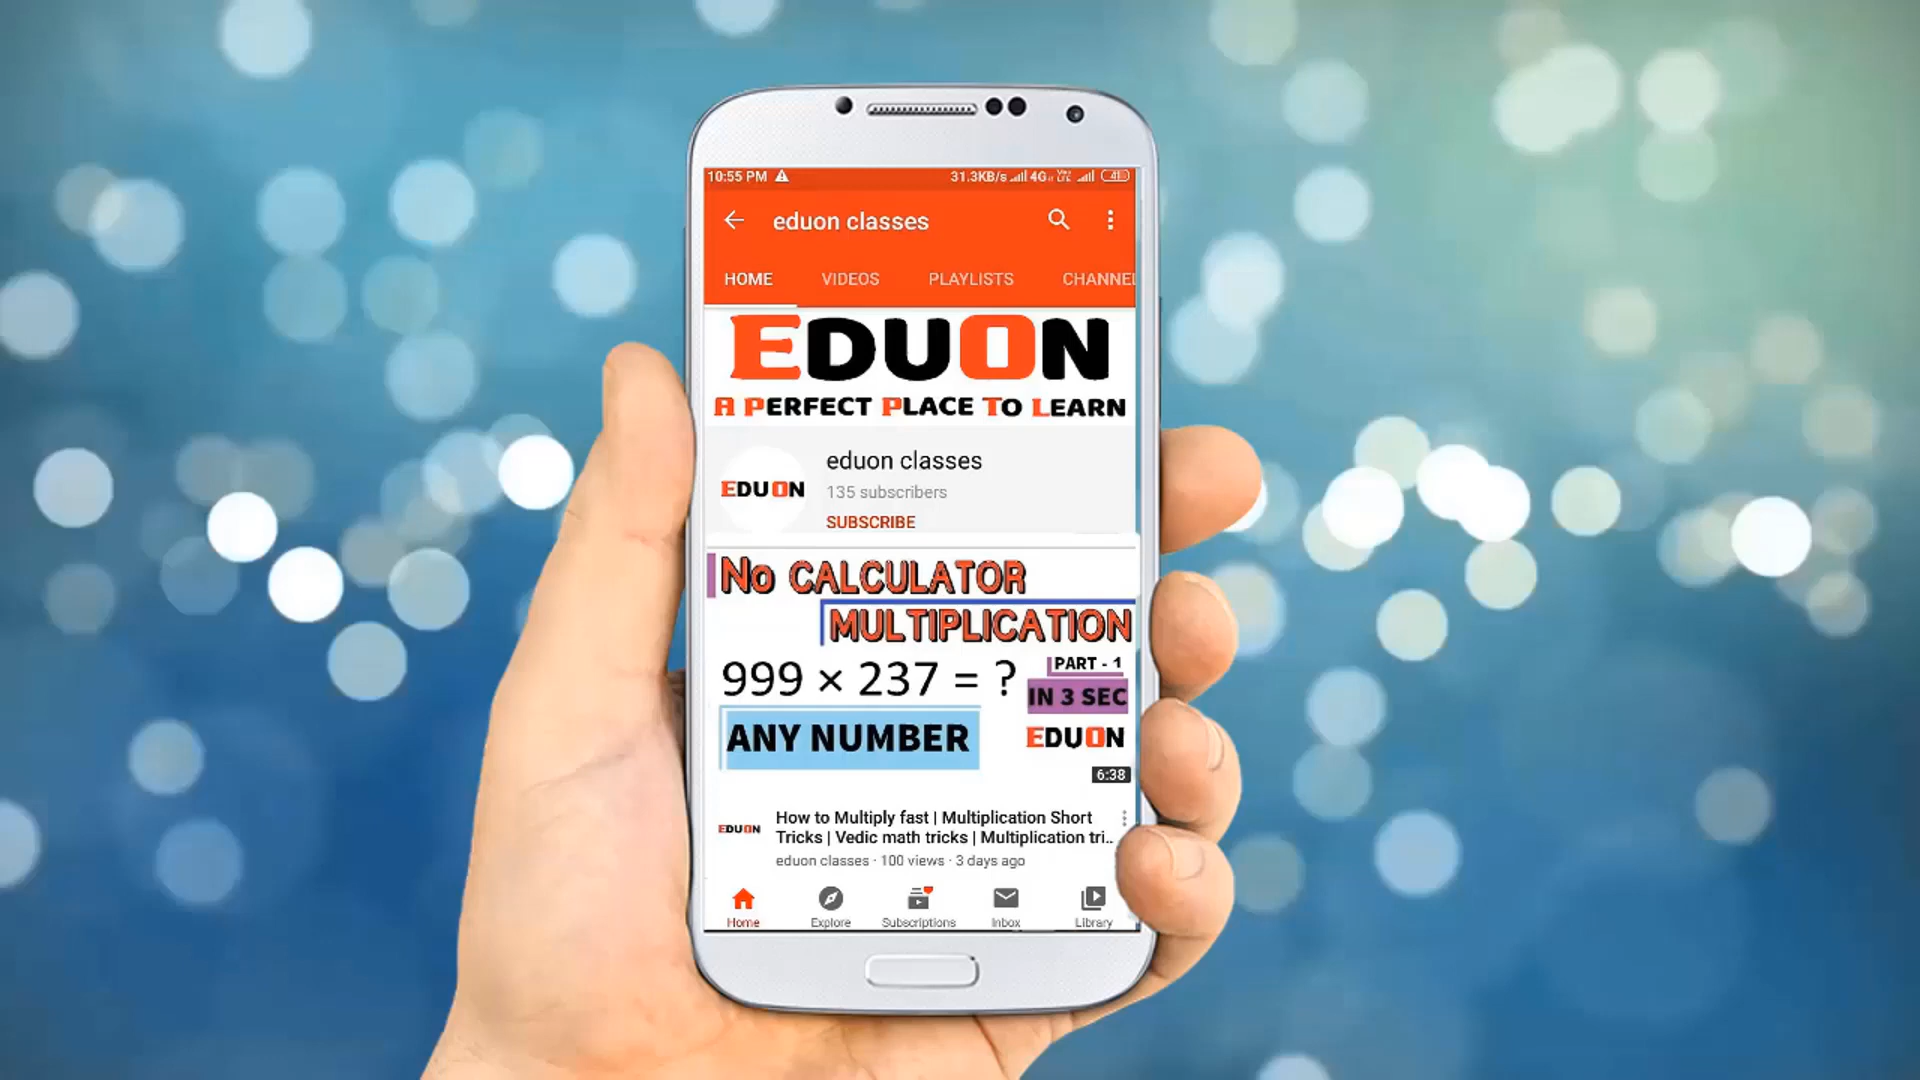 10:55 PM 31.3KB/s 4G VoLTE 41
eduon classes
HOME VIDEOS PLAYLISTS CHANNEL
EDUON
A PERFECT PLACE TO LEARN
EDUON
eduon classes
135 subscribers
SUBSCRIBE
No CALCULATOR
MULTIPLICATION
999 × 237 = ?
PART - 1
IN 3 SEC
ANY NUMBER
EDUON
6:38
EDUON
How to Multiply fast | Multiplication Short
Tricks | Vedic math tricks | Multiplication tri..
eduon classes · 100 views · 3 days ago
Home Explore Subscriptions Inbox Library